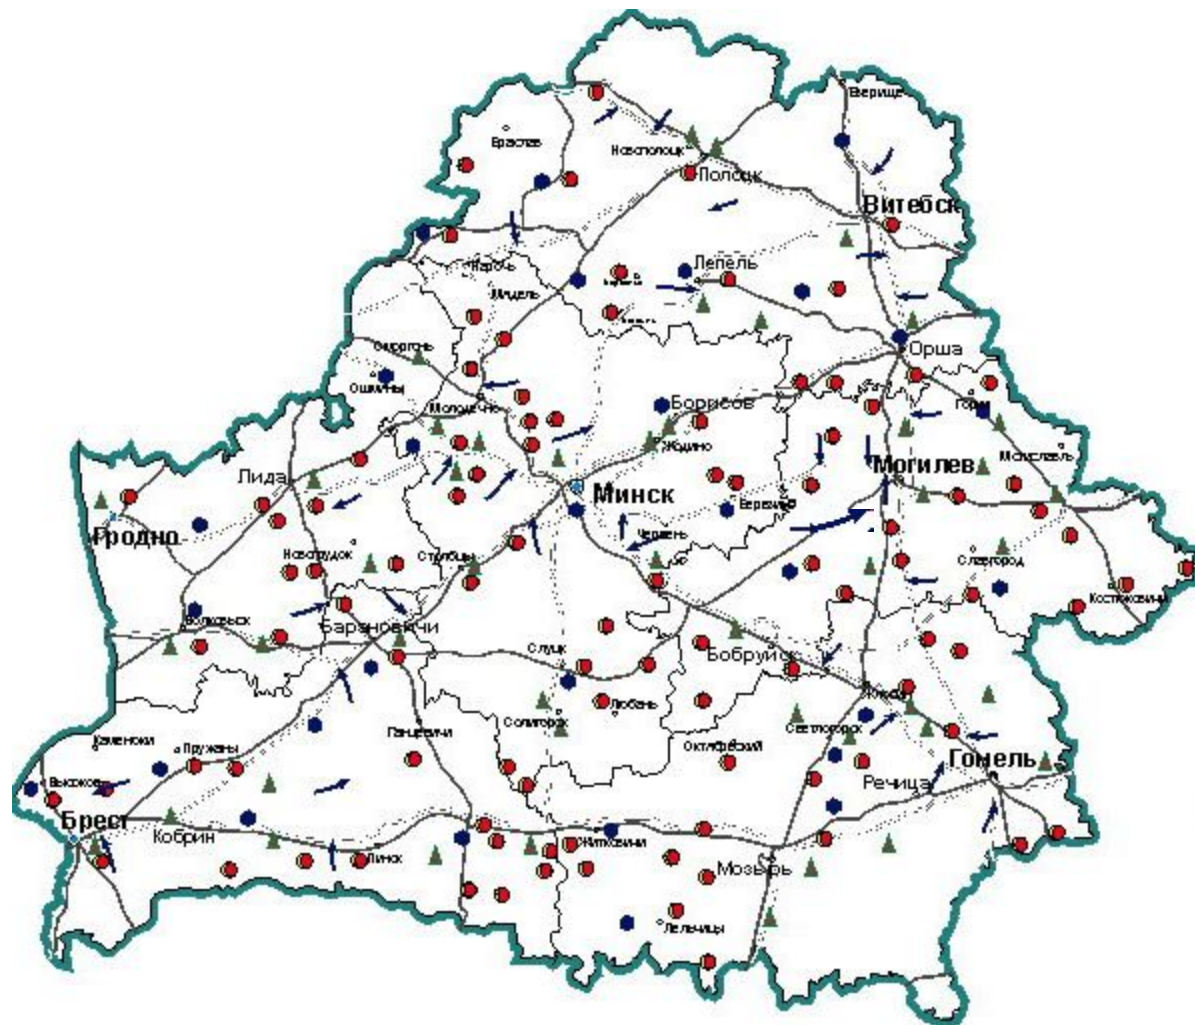 Езерище
Браслав
Новополоцк
Полоцк
Витебск
Нарочь
Лепель
Мядель
Сморгонь
Орша
Ошмяны
Молодечно
Борисов
Горки
Жодино
Мстиславль
Лида
Могилев
Минск
Березино
Гродно
Червень
Новогрудок
Столбцы
Славгород
Костюковичи
Волковыск
Барановичи
Слуцк
Бобруйск
Любань
Солигорск
Светлогорск
Ганцевичи
Каменюки
Пружаны
Октябрьский
Гомель
Высокое
Речица
Брест
Кобрин
Житковичи
Пинск
Мозырь
Лельчицы